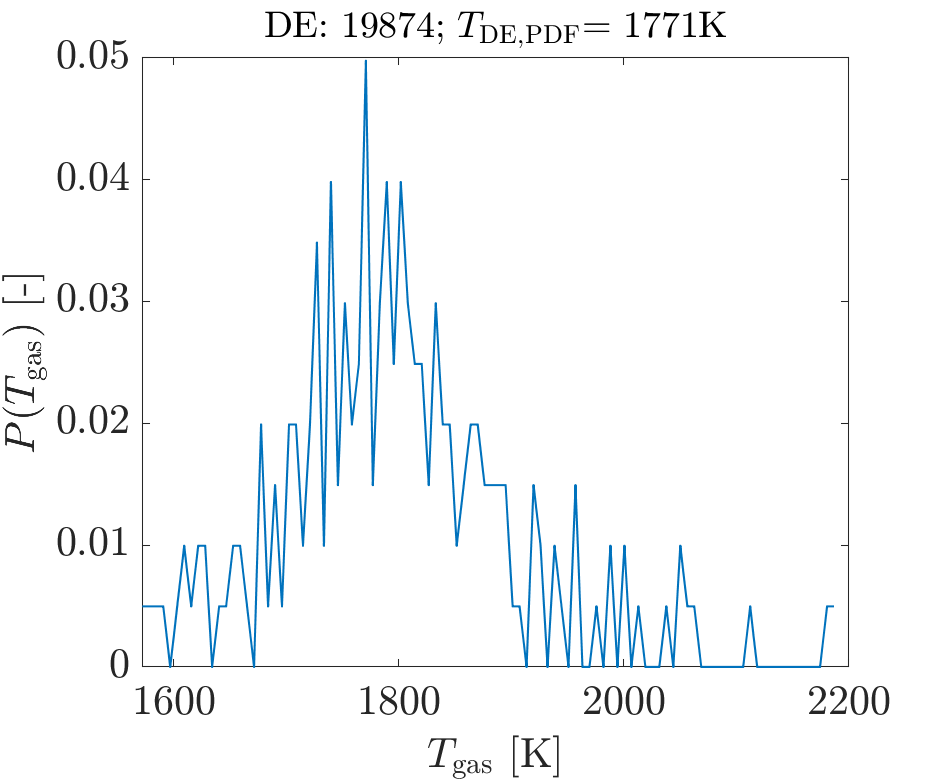 DE: 19874; T_DE,PDF= 1771K
0.05
0.04
0.03
0.02
0.01
0
P(T_gas) [-]
1600 1800 2000 2200
T_gas [K]